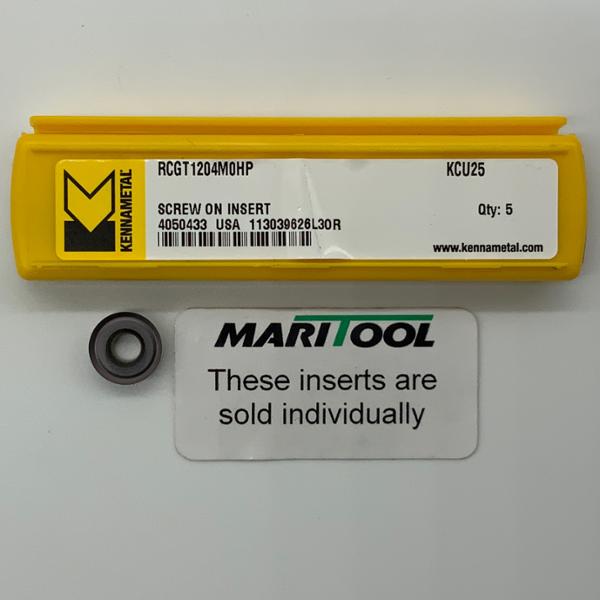 KENNAMETAL
RCGT1204M0HP KCU25
SCREW ON INSERT Qty: 5
4050433 USA 113039626L30R
www.kennametal.com
MARITOOL
These inserts are
sold individually